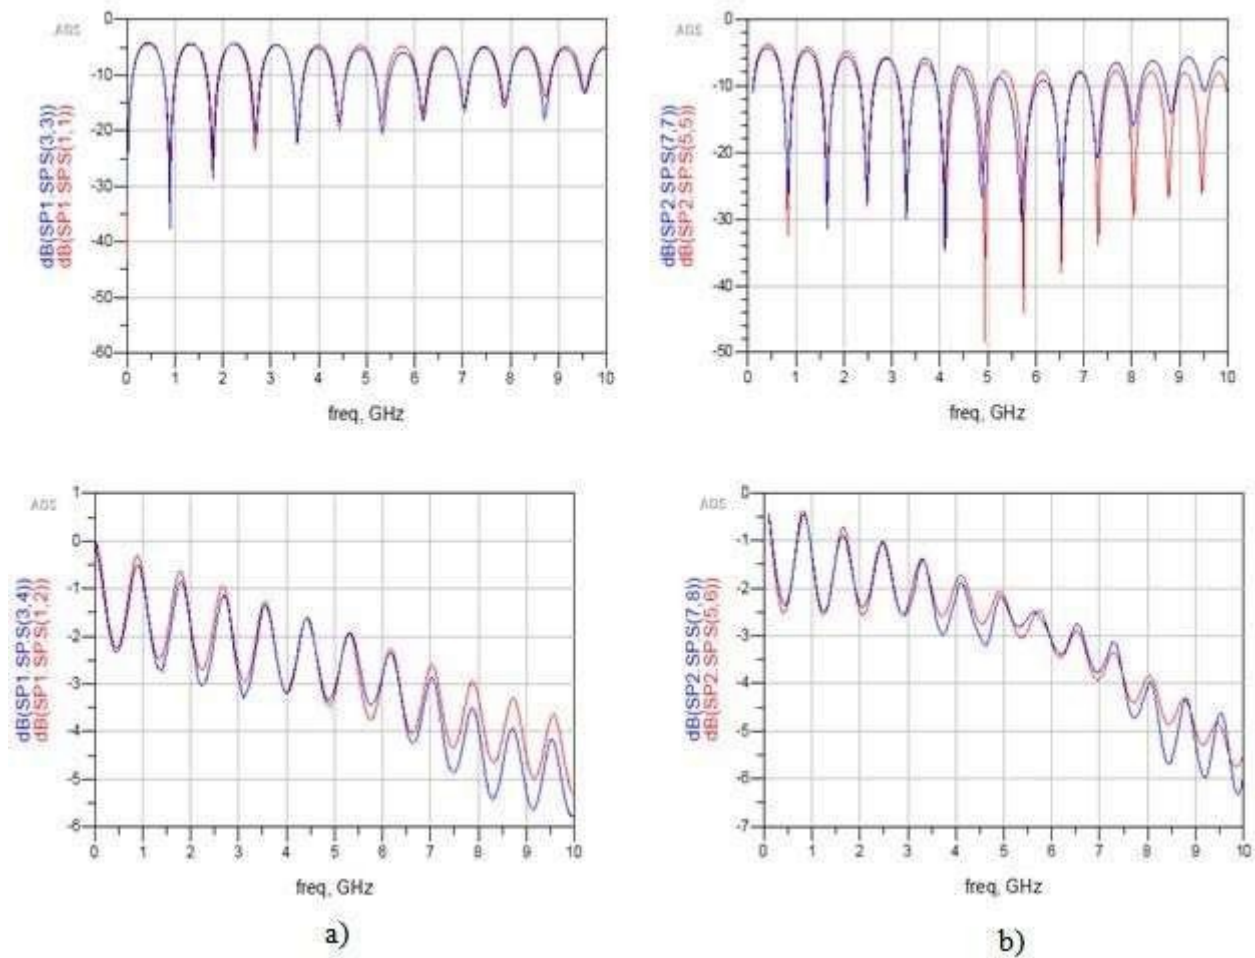 ADS
0
-10
-20
-30
-40
-50
-60
dB(SP1.SP.S(3,3))
dB(SP1.SP.S(1,1))
0 1 2 3 4 5 6 7 8 9 10
freq, GHz
ADS
0
-10
-20
-30
-40
-50
dB(SP2.SP.S(7,7))
dB(SP2.SP.S(5,5))
0 1 2 3 4 5 6 7 8 9 10
freq, GHz
ADS
1
0
-1
-2
-3
-4
-5
-6
dB(SP1.SP.S(3,4))
dB(SP1.SP.S(1,2))
0 1 2 3 4 5 6 7 8 9 10
freq, GHz
a)
ADS
0
-1
-2
-3
-4
-5
-6
-7
dB(SP2.SP.S(7,8))
dB(SP2.SP.S(5,6))
0 1 2 3 4 5 6 7 8 9 10
freq, GHz
b)